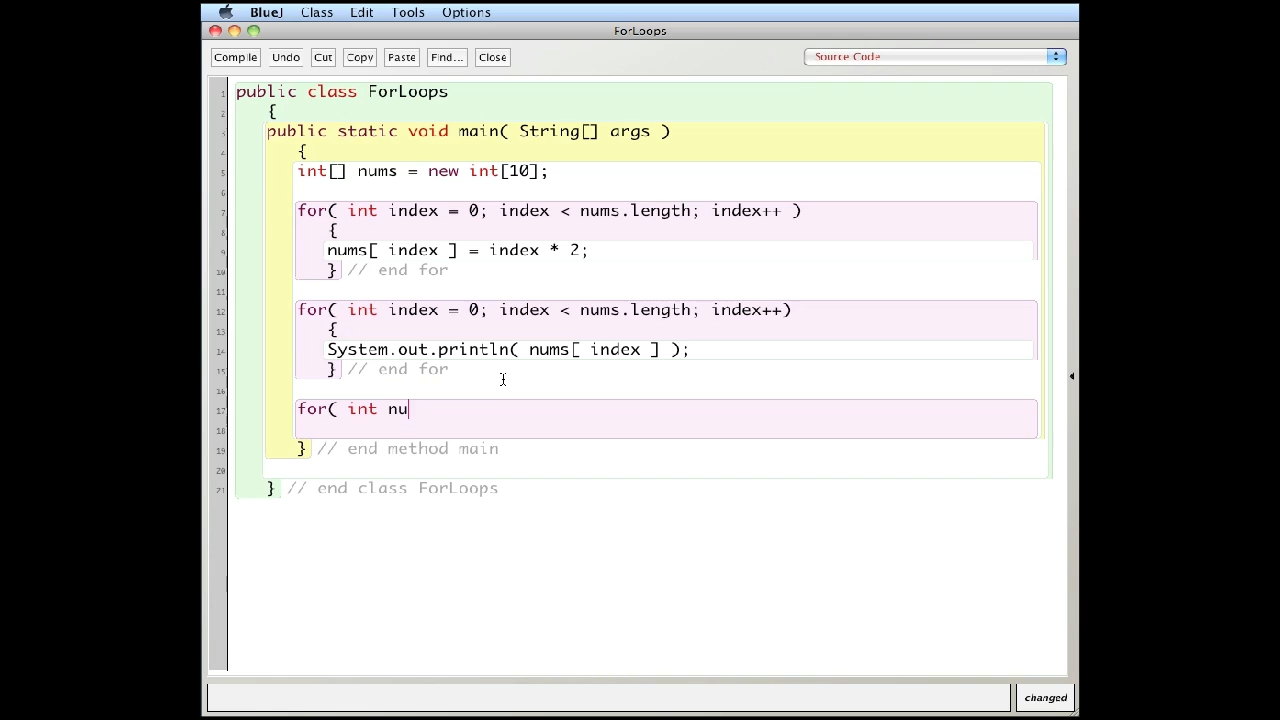 BlueJ Class Edit Tools Options
ForLoops
Compile Undo Cut Copy Paste Find... Close Source Code
1 public class ForLoops
2 {
3 public static void main( String[] args )
4 {
5 int[] nums = new int[10];
6
7 for( int index = 0; index < nums.length; index++ )
8 {
9 nums[ index ] = index * 2;
10 } // end for
11
12 for( int index = 0; index < nums.length; index++)
13 {
14 System.out.println( nums[ index ] );
15 } // end for
16
17 for( int nu
18
19 } // end method main
20
21 } // end class ForLoops
changed